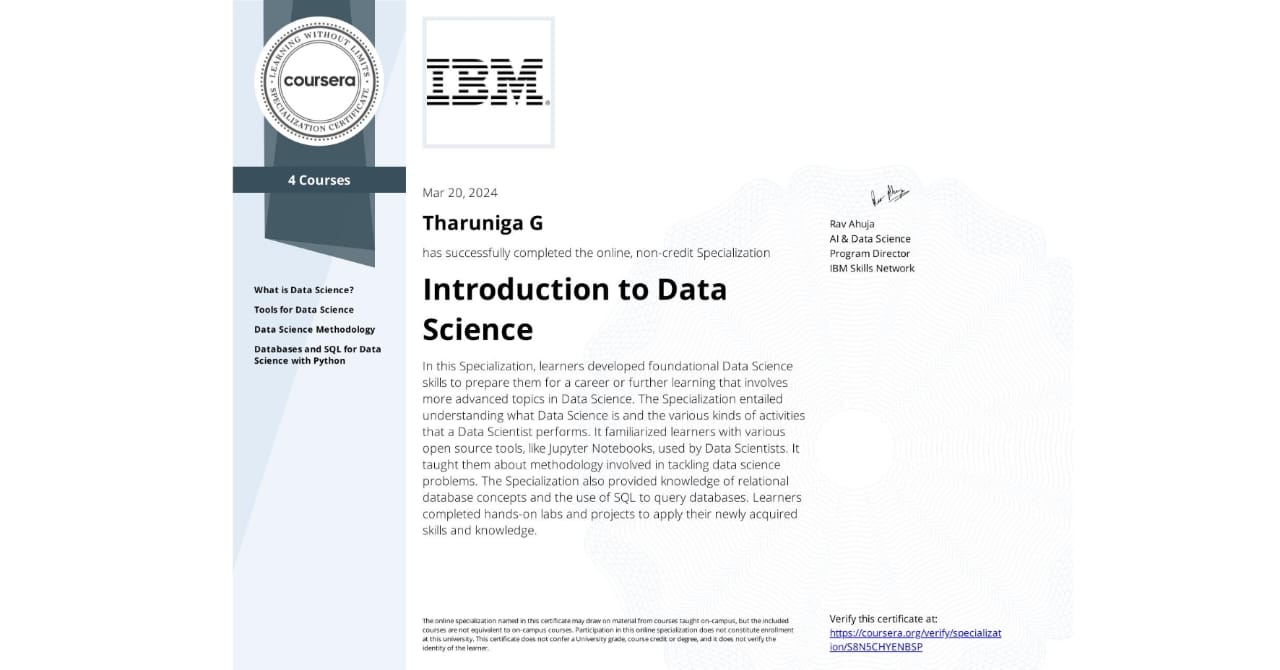 LEARNING WITHOUT LIMITS
coursera
SPECIALIZATION CERTIFICATE
4 Courses
What is Data Science?
Tools for Data Science
Data Science Methodology
Databases and SQL for Data
Science with Python
IBM®
Mar 20, 2024
Tharuniga G
has successfully completed the online, non-credit Specialization
Introduction to Data
Science
In this Specialization, learners developed foundational Data Science
skills to prepare them for a career or further learning that involves
more advanced topics in Data Science. The Specialization entailed
understanding what Data Science is and the various kinds of activities
that a Data Scientist performs. It familiarized learners with various
open source tools, like Jupyter Notebooks, used by Data Scientists. It
taught them about methodology involved in tackling data science
problems. The Specialization also provided knowledge of relational
database concepts and the use of SQL to query databases. Learners
completed hands-on labs and projects to apply their newly acquired
skills and knowledge.
Rav Ahuja
AI & Data Science
Program Director
IBM Skills Network
The online specialization named in this certificate may draw on material from courses taught on-campus, but the included
courses are not equivalent to on-campus courses. Participation in this online specialization does not constitute enrollment
at this university. This certificate does not confer a University grade, course credit or degree, and it does not verify the
identity of the learner.
Verify this certificate at:
https://coursera.org/verify/specializat
ion/S8N5CHYENBSP